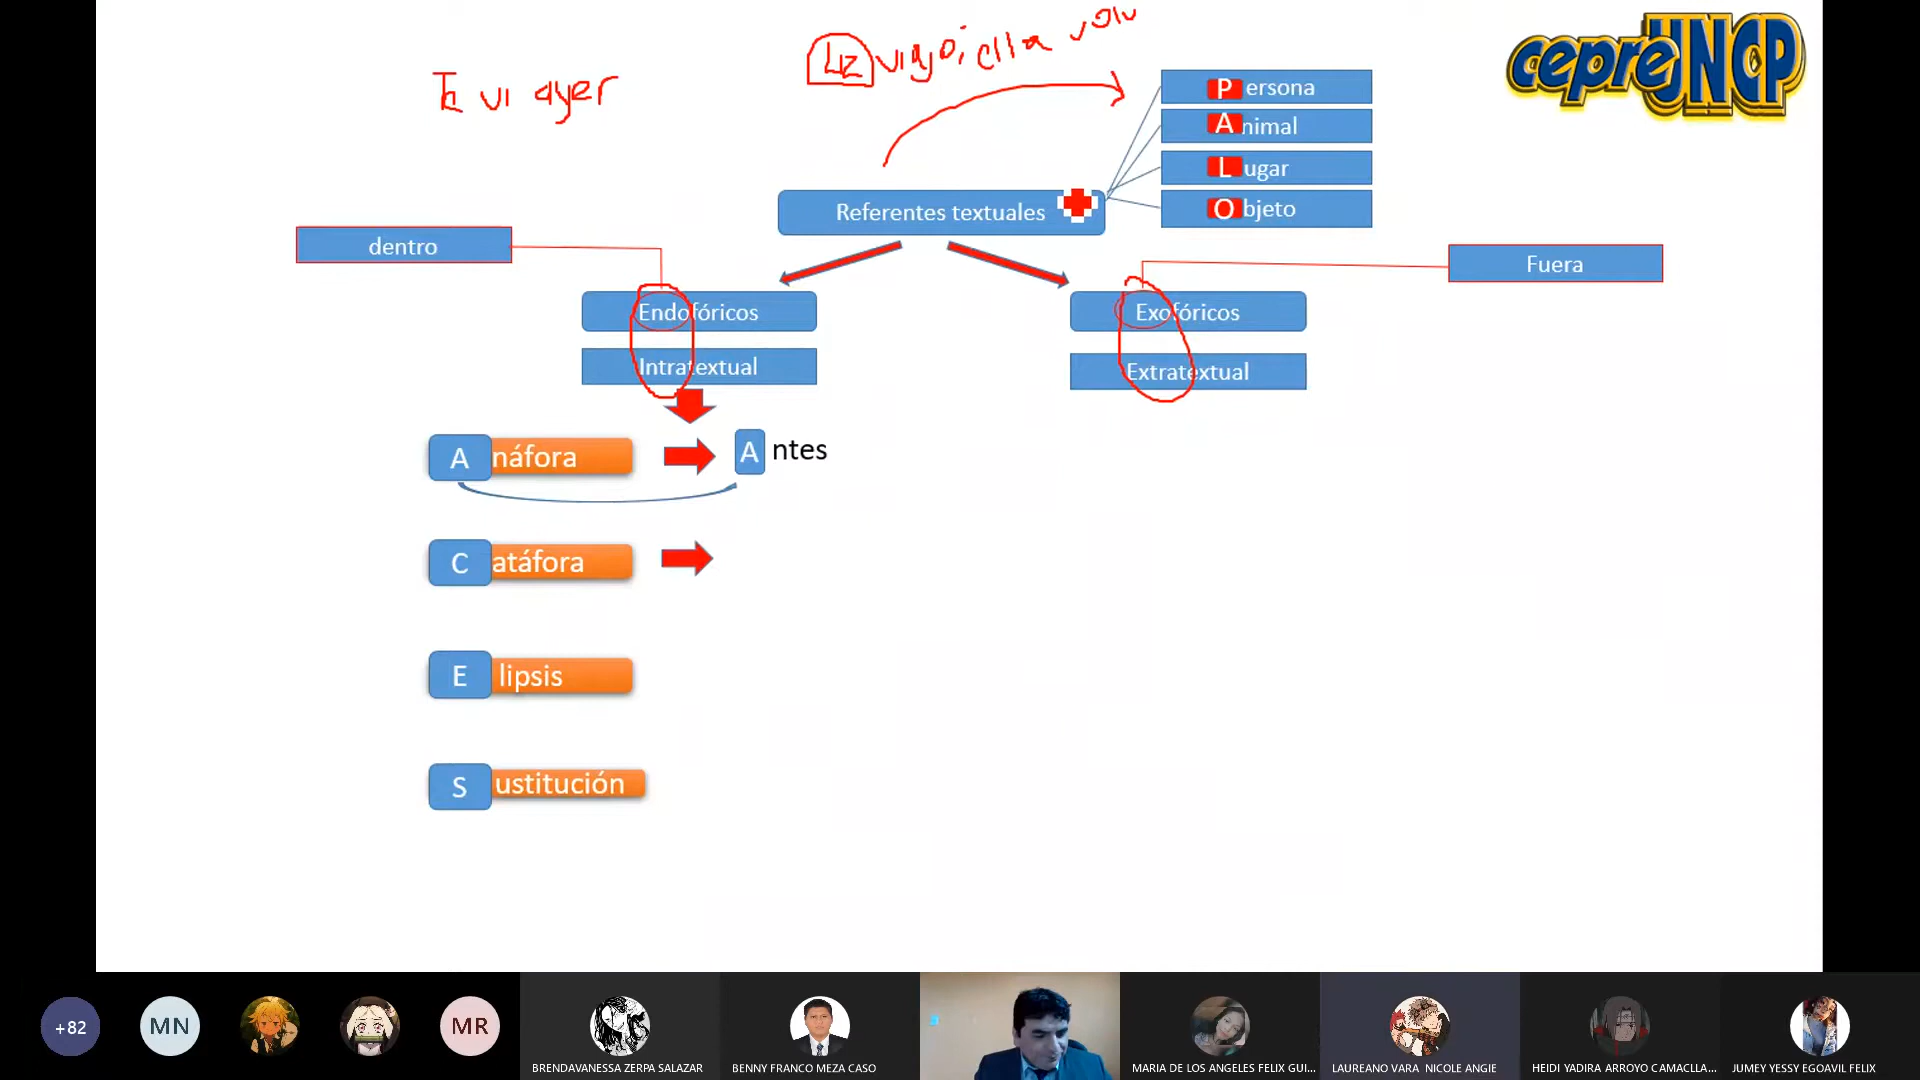 Te vi ayer
Liz viajó; ella
cepreUNCP
Persona
Animal
Lugar
Objeto
Referentes textuales
dentro
Fuera
Endofóricos
Exofóricos
Intratextual
Extratextual
Anáfora
Antes
Catáfora
Elipsis
Sustitución
+82
MN
MR
BRENDAVANESSA ZERPA SALAZAR
BENNY FRANCO MEZA CASO
MARIA DE LOS ANGELES FELIX GUI...
LAUREANO VARA NICOLE ANGIE
HEIDI YADIRA ARROYO CAMACLLA...
JUMEY YESSY EGOAVIL FELIX